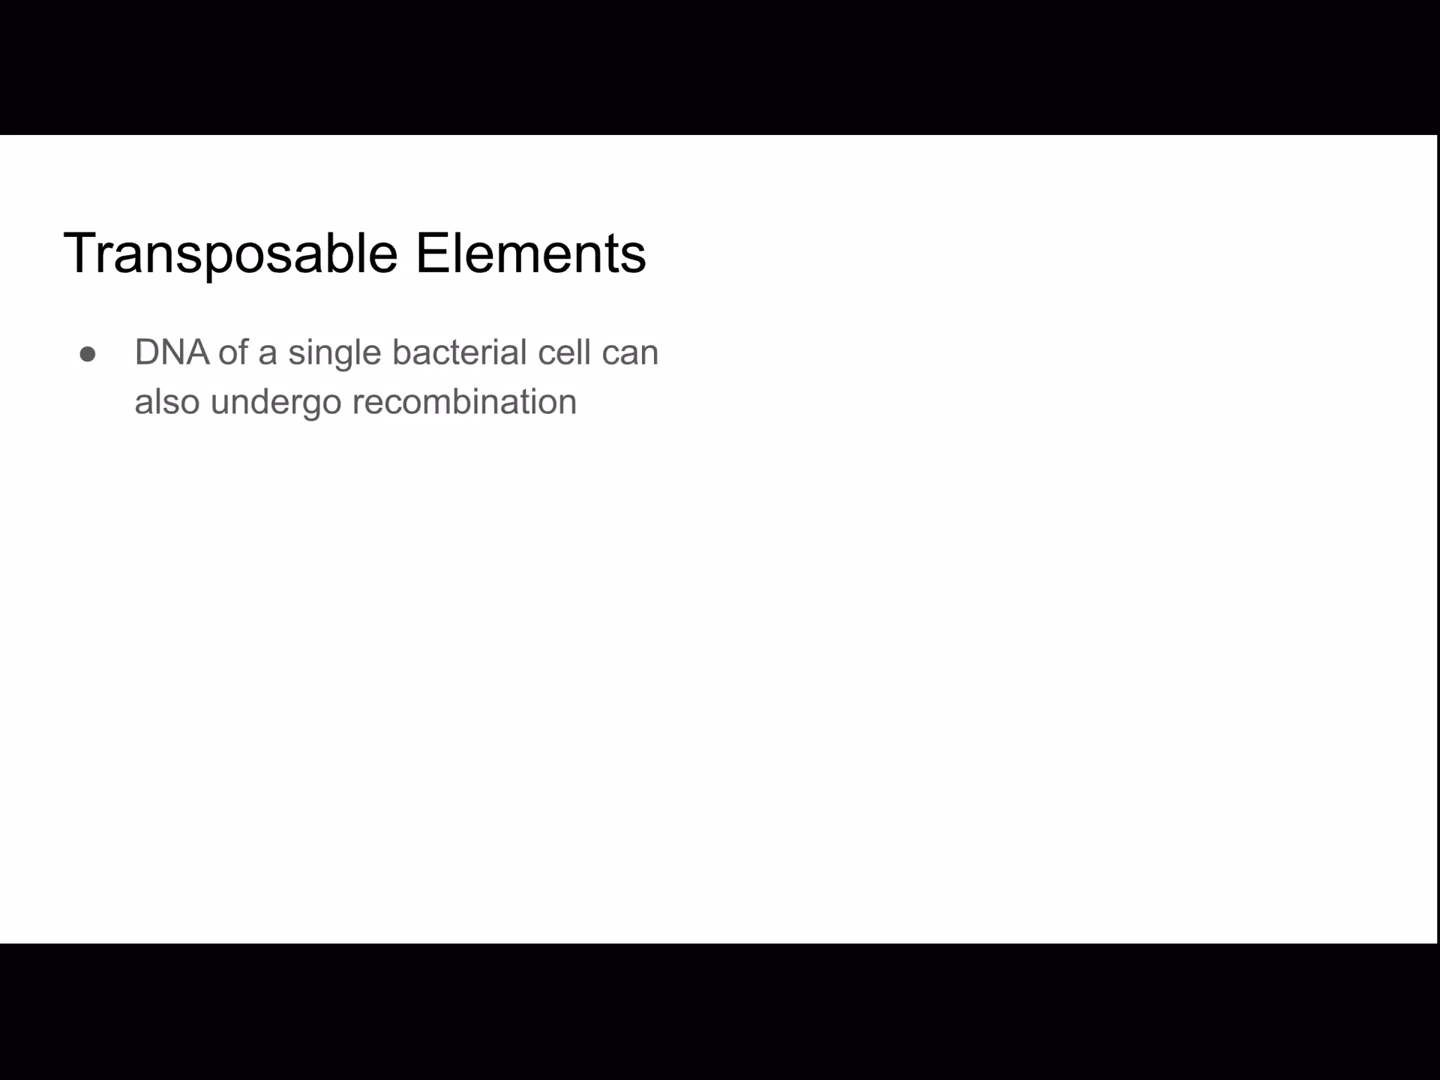 Transposable Elements
● DNA of a single bacterial cell can
also undergo recombination